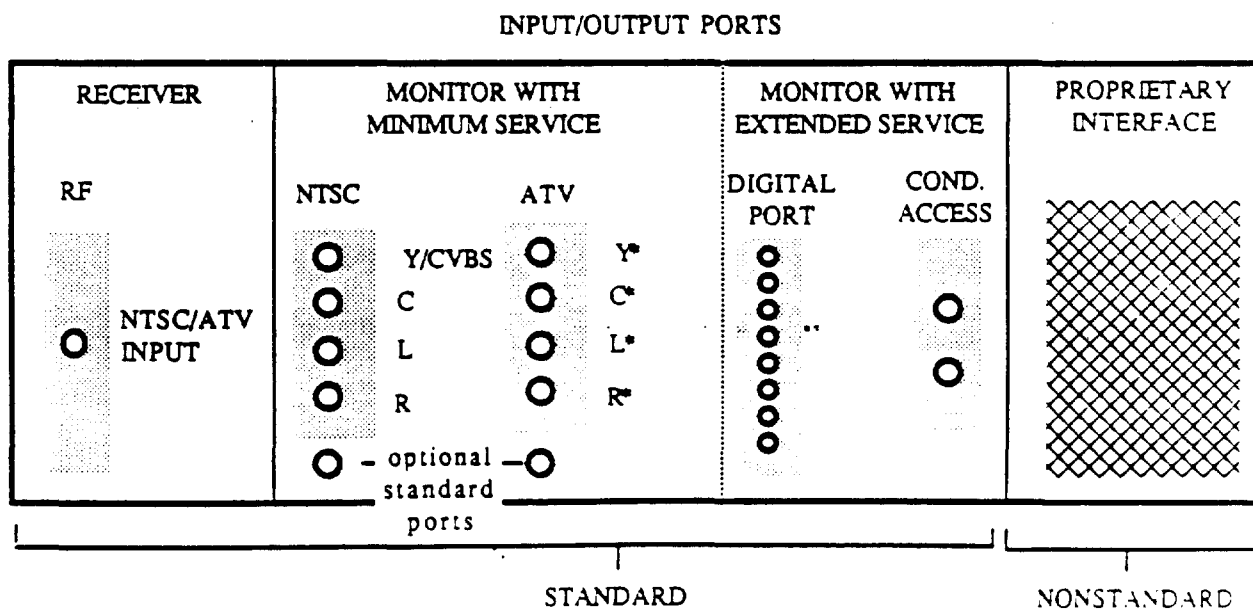 INPUT/OUTPUT PORTS
RECEIVER
RF
NTSC/ATV
INPUT
MONITOR WITH
MINIMUM SERVICE
NTSC
ATV
Y/CVBS
Y*
C
C*
L
L*
R
R*
optional
standard
ports
MONITOR WITH
EXTENDED SERVICE
DIGITAL
PORT
**
COND.
ACCESS
PROPRIETARY
INTERFACE
STANDARD
NONSTANDARD